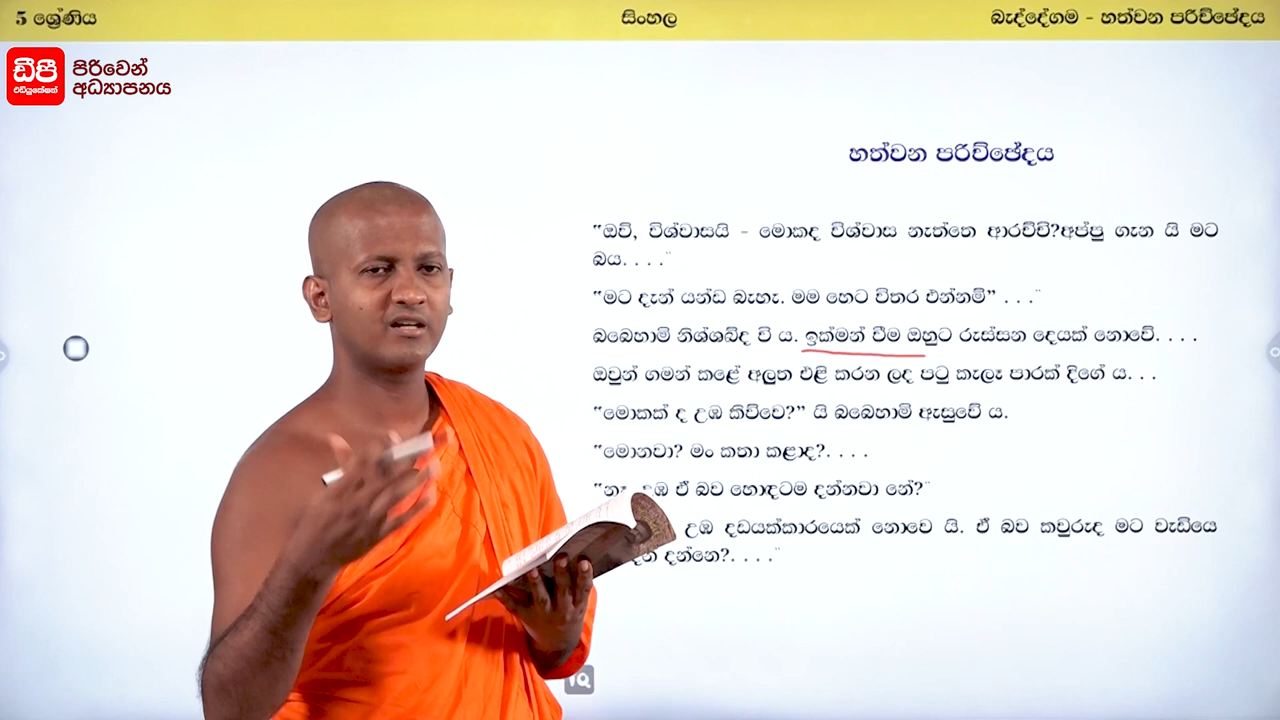 5 ශ්‍රේණිය
සිංහල
බැද්දේගම - හත්වන පරිච්ඡේදය
ඩීපී
එඩියුකේෂන්
පිරිවෙන්
අධ්‍යාපනය
හත්වන පරිච්ඡේදය
"ඔව්, විශ්වාසයි - මොකද විශ්වාස නැත්තෙ ආරච්චි?අප්පු ගැන යි මට
බය. . . ."
"මට දැන් යන්ඩ බැහැ. මම හෙට විතර එන්නම්" . . ."
බබෙහාමි නිශ්ශබ්ද වි ය. ඉක්මන් වීම ඔහුට රුස්සන දෙයක් නොවේ. . . .
ඔවුන් ගමන් කළේ අලුත එළි කරන ලද පටු කැලෑ පාරක් දිගේ ය. . .
"මොකක් ද උඹ කිව්වෙ?" යි බබෙහාමි ඇසුවේ ය.
"මොනවා? මං කතා කළාද?. . . .
"නෑ. උඹ ඒ බව හොඳටම දන්නවා නේ?"
උඹ දඩයක්කාරයෙක් නොවෙ යි. ඒ බව කවුරුද මට වැඩියෙ
දන්නෙ?. . . ."